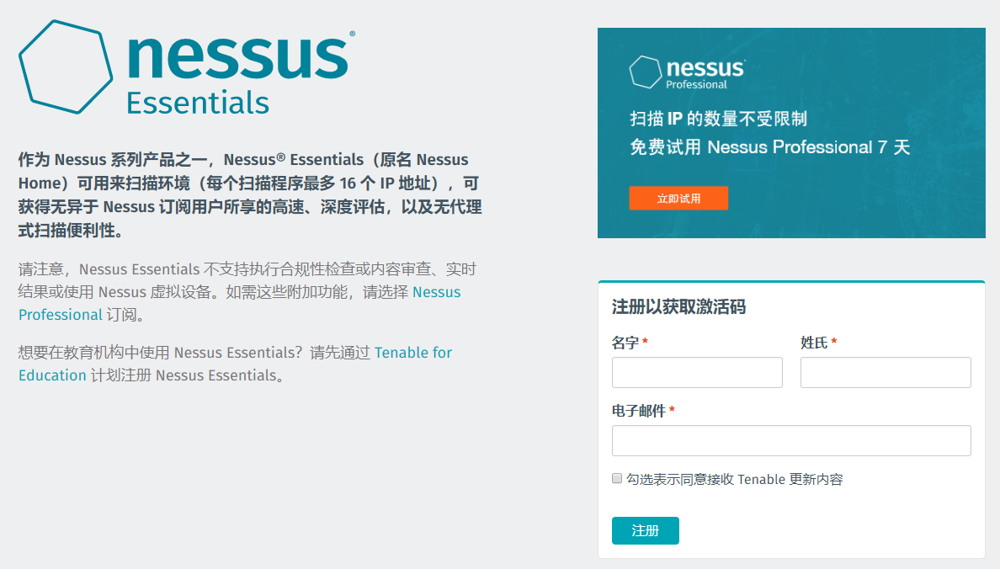 nessus®
Essentials
作为 Nessus 系列产品之一，Nessus® Essentials（原名 Nessus
Home）可用来扫描环境（每个扫描程序最多 16 个 IP 地址），可
获得无异于 Nessus 订阅用户所享的高速、深度评估，以及无代理
式扫描便利性。
请注意，Nessus Essentials 不支持执行合规性检查或内容审查、实时
结果或使用 Nessus 虚拟设备。如需这些附加功能，请选择 Nessus
Professional 订阅。
想要在教育机构中使用 Nessus Essentials？请先通过 Tenable for
Education 计划注册 Nessus Essentials。
nessus®
Professional
扫描 IP 的数量不受限制
免费试用 Nessus Professional 7 天
立即试用
注册以获取激活码
名字 *
姓氏 *
电子邮件 *
勾选表示同意接收 Tenable 更新内容
注册